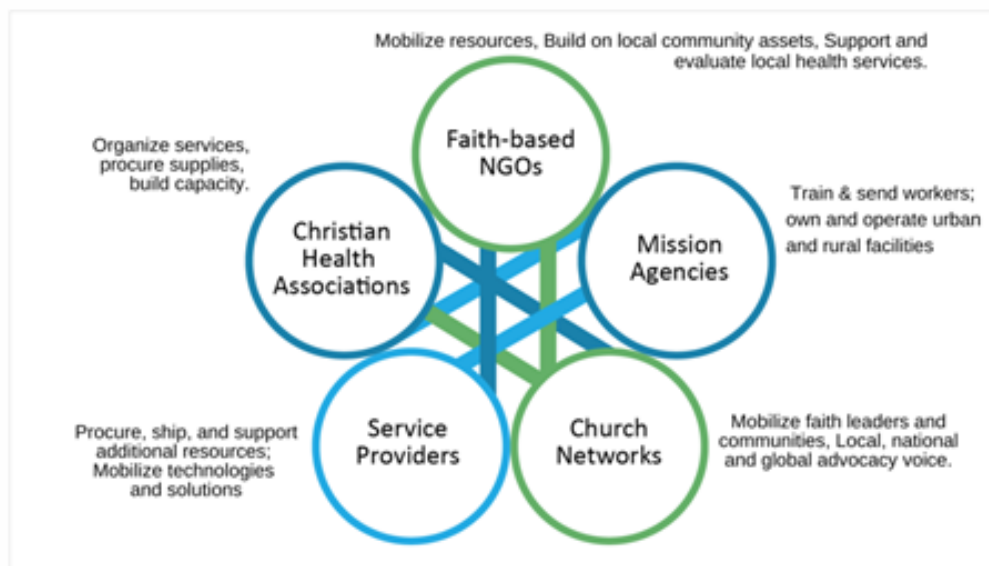 Mobilize resources, Build on local community assets, Support and
evaluate local health services.
Faith-based
NGOs
Organize services,
procure supplies,
build capacity.
Christian
Health
Associations
Mission
Agencies
Train & send workers;
own and operate urban
and rural facilities
Service
Providers
Church
Networks
Procure, ship, and support
additional resources;
Mobilize technologies
and solutions
Mobilize faith leaders and
communities, Local, national
and global advocacy voice.